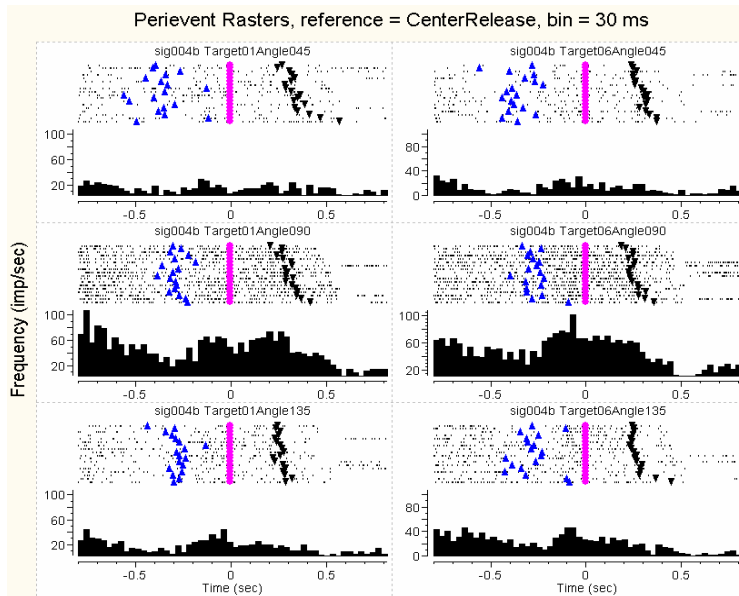 Perievent Rasters, reference = CenterRelease, bin = 30 ms
Frequency (imp/sec)
sig004b Target01Angle045
100
60
20
-0.5 0 0.5
sig004b Target06Angle045
80
40
0
-0.5 0 0.5
sig004b Target01Angle090
100
60
20
-0.5 0 0.5
sig004b Target06Angle090
100
60
20
-0.5 0 0.5
sig004b Target01Angle135
100
60
20
-0.5 0 0.5
Time (sec)
sig004b Target06Angle135
80
40
0
-0.5 0 0.5
Time (sec)